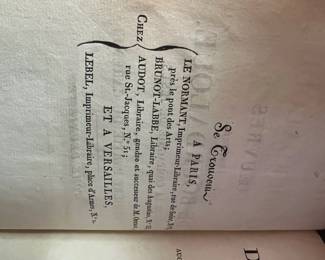 Se Trouvent
A PARIS,
CHEZ
LE NORMANT, Imprimeur-Libraire, rue de Seine,
près le pont des Arts;
BRUNOT-LABBE, Libraire, quai des Augustins, N.°
AUDOT, Libraire, gendre et successeur de M.
rue St.-Jacques, N.° 51;
ET A VERSAILLES,
LEBEL, Imprimeur-Libraire, place d'Armes, N.°
D